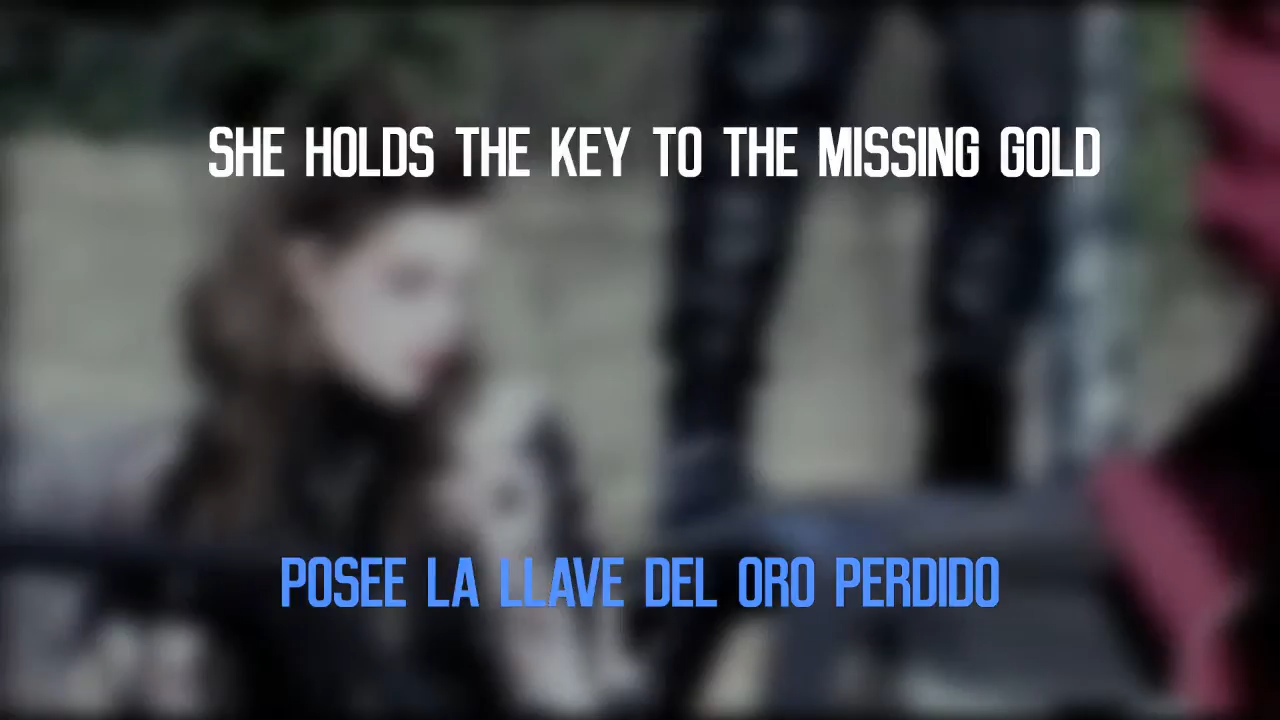 SHE HOLDS THE KEY TO THE MISSING GOLD
POSEE LA LLAVE DEL ORO PERDIDO